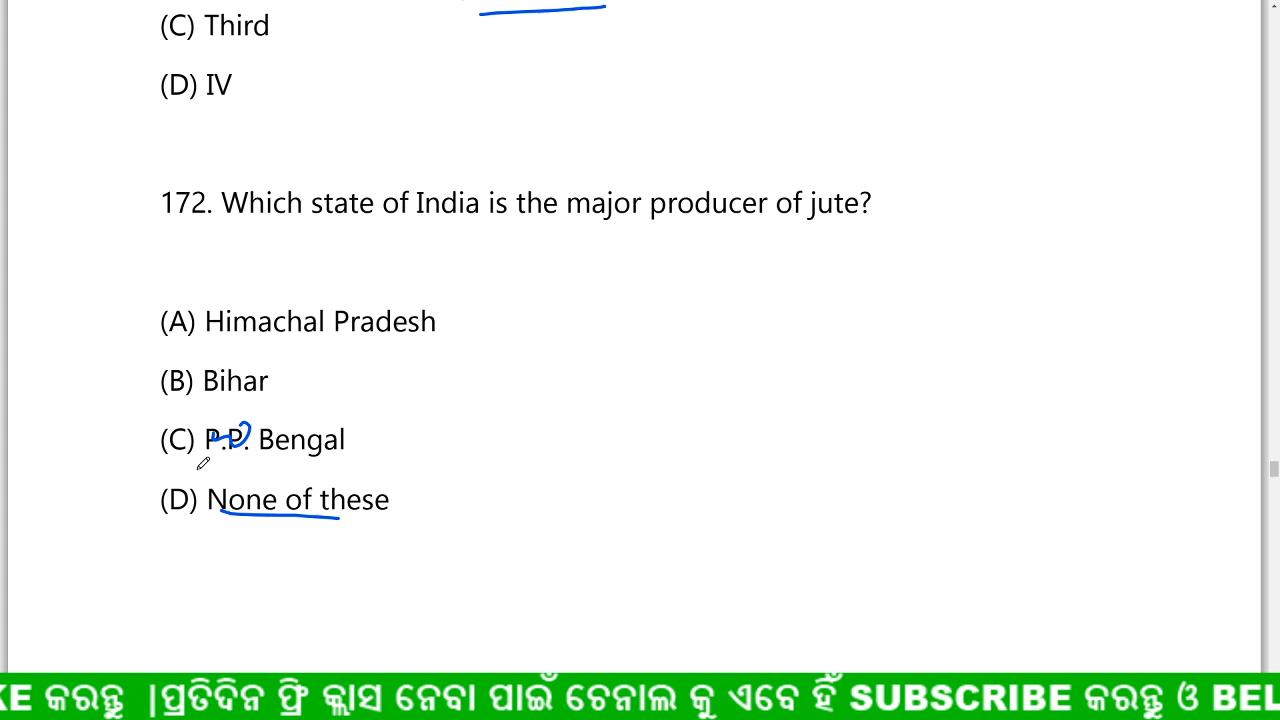 (C) Third
(D) IV
172. Which state of India is the major producer of jute?
(A) Himachal Pradesh
(B) Bihar
(C) P.P. Bengal
(D) None of these
KE କରନ୍ତୁ |ପ୍ରତିଦିନ ଫ୍ରି କ୍ଲାସ ନେବା ପାଇଁ ଚେନାଲ କୁ ଏବେ ହିଁ SUBSCRIBE କରନ୍ତୁ ଓ BEL